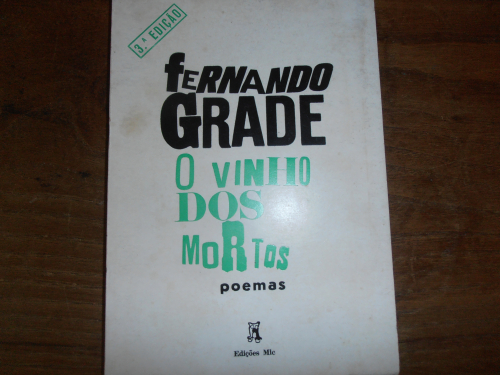 3.ª EDIÇÃO
fERNANDO
GRADE
O VINHO
DOS
MoRTos
poemas
Edições Mic